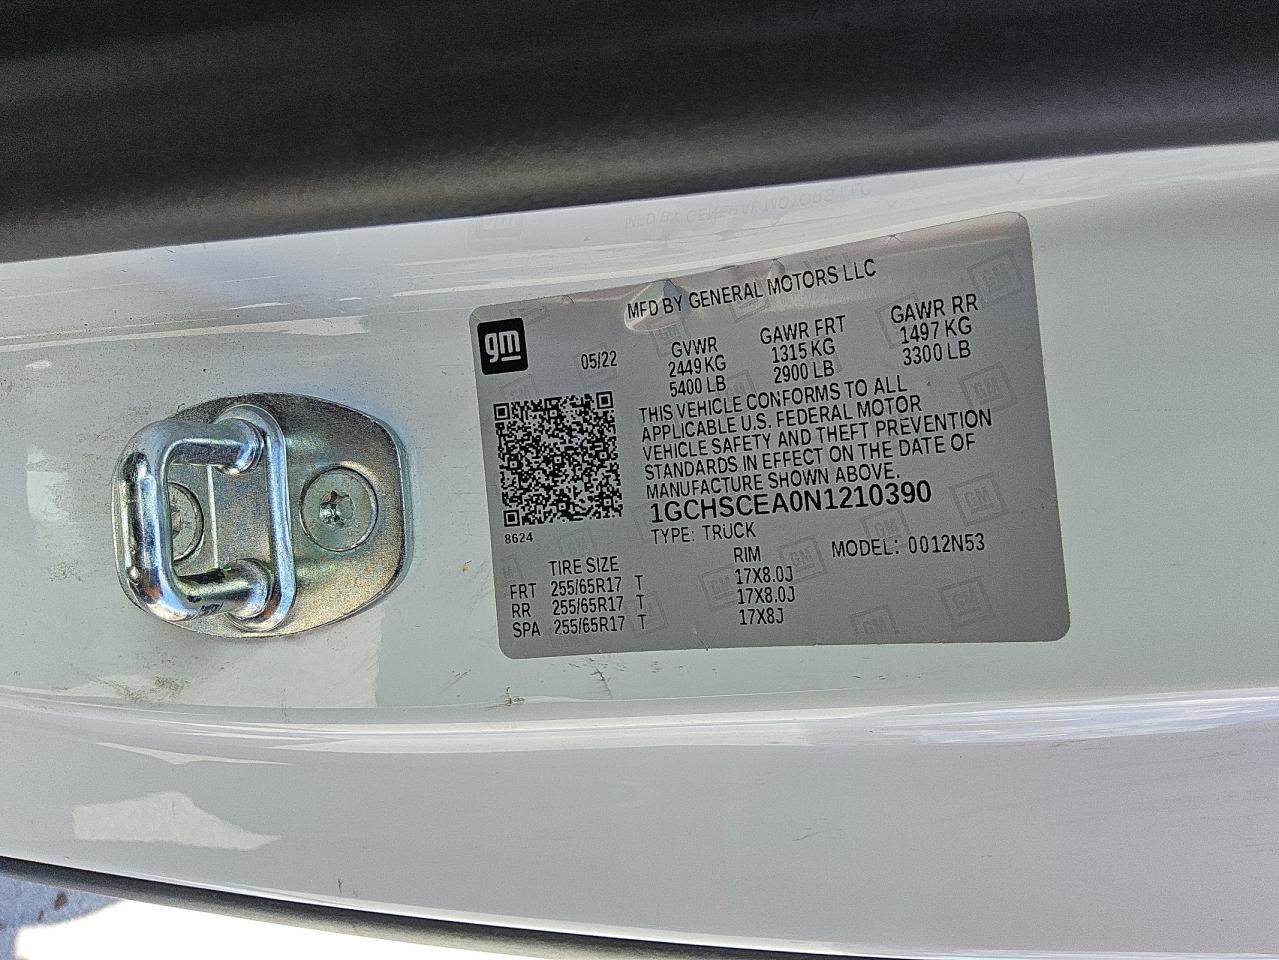 MFD BY GENERAL MOTORS LLC
gm
05/22
GVWR GAWR FRT GAWR RR
2449 KG 1315 KG 1497 KG
5400 LB 2900 LB 3300 LB
THIS VEHICLE CONFORMS TO ALL
APPLICABLE U.S. FEDERAL MOTOR
VEHICLE SAFETY AND THEFT PREVENTION
STANDARDS IN EFFECT ON THE DATE OF
MANUFACTURE SHOWN ABOVE.
1GCHSCEA0N1210390
TYPE: TRUCK
8624
MODEL: 0012N53
TIRE SIZE RIM
FRT 255/65R17 T 17X8.0J
RR 255/65R17 T 17X8.0J
SPA 255/65R17 T 17X8J